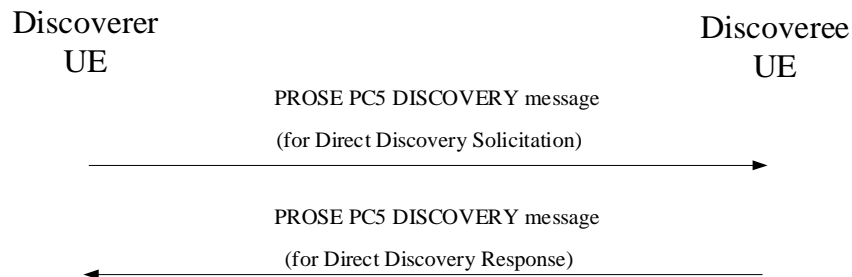 Discoverer
UE
Discoveree
UE
PROSE PC5 DISCOVERY message
(for Direct Discovery Solicitation)
PROSE PC5 DISCOVERY message
(for Direct Discovery Response)